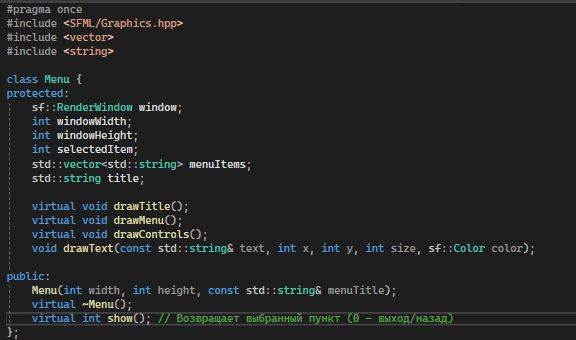 #pragma once
#include <SFML/Graphics.hpp>
#include <vector>
#include <string>
class Menu {
protected:
    sf::RenderWindow window;
    int windowWidth;
    int windowHeight;
    int selectedItem;
    std::vector<std::string> menuItems;
    std::string title;
    virtual void drawTitle();
    virtual void drawMenu();
    virtual void drawControls();
    void drawText(const std::string& text, int x, int y, int size, sf::Color color);
public:
    Menu(int width, int height, const std::string& menuTitle);
    virtual ~Menu();
    virtual int show(); // Возвращает выбранный пункт (0 - выход/назад)
};